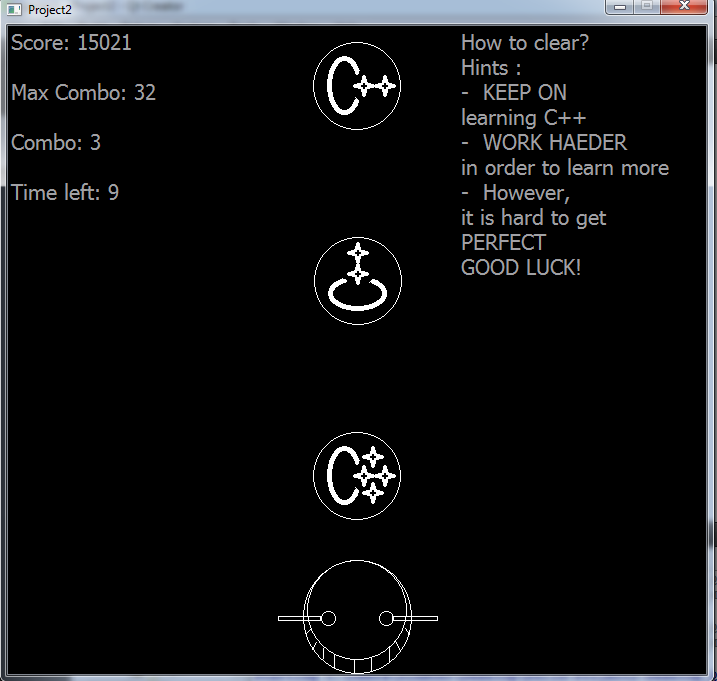 Project2
Score: 15021
Max Combo: 32
Combo: 3
Time left: 9
How to clear?
Hints :
- KEEP ON
learning C++
- WORK HAEDER
in order to learn more
- However,
it is hard to get
PERFECT
GOOD LUCK!
C++